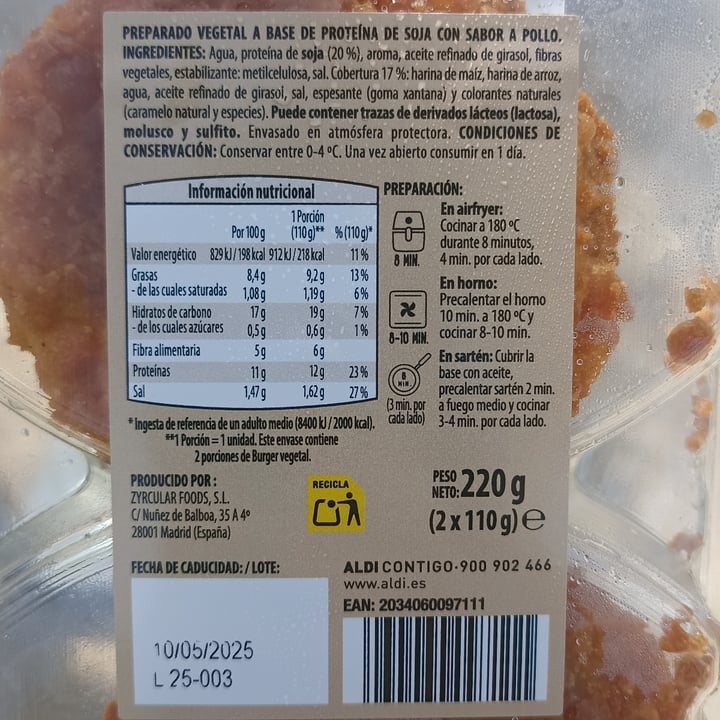 PREPARADO VEGETAL A BASE DE PROTEÍNA DE SOJA CON SABOR A POLLO.
INGREDIENTES: Agua, proteína de soja (20 %), aroma, aceite refinado de girasol, fibras
vegetales, estabilizante: metilcelulosa, sal. Cobertura 17 %: harina de maíz, harina de arroz,
agua, aceite refinado de girasol, sal, espesante (goma xantana) y colorantes naturales
(caramelo natural y especies). Puede contener trazas de derivados lácteos (lactosa),
molusco y sulfito. Envasado en atmósfera protectora. CONDICIONES DE
CONSERVACIÓN: Conservar entre 0-4 ºC. Una vez abierto consumir en 1 día.
Información nutricional
Por 100 g 1 Porción (110 g)** % (110 g)*
Valor energético 829 kJ / 198 kcal 912 kJ / 218 kcal 11 %
Grasas 8,4 g 9,2 g 13 %
- de las cuales saturadas 1,08 g 1,19 g 6 %
Hidratos de carbono 17 g 19 g 7 %
- de los cuales azúcares 0,5 g 0,6 g 1 %
Fibra alimentaria 5 g 6 g
Proteínas 11 g 12 g 23 %
Sal 1,47 g 1,62 g 27 %
* Ingesta de referencia de un adulto medio (8400 kJ / 2000 kcal).
**1 Porción = 1 unidad. Este envase contiene
2 porciones de Burger vegetal.
PREPARACIÓN:
8 MIN.
En airfryer:
Cocinar a 180 ºC
durante 8 minutos,
4 min. por cada lado.
8-10 MIN.
En horno:
Precalentar el horno
10 min. a 180 ºC y
cocinar 8-10 min.
8 MIN.
(3 min. por
cada lado)
En sartén: Cubrir la
base con aceite,
precalentar sartén 2 min.
a fuego medio y cocinar
3-4 min. por cada lado.
PRODUCIDO POR :
ZYRCULAR FOODS, S.L.
C/ Nuñez de Balboa, 35 A 4º
28001 Madrid (España)
RECICLA
PESO
NETO: 220 g
(2 x 110 g) e
FECHA DE CADUCIDAD: / LOTE:
10/05/2025
L 25-003
ALDI CONTIGO·900 902 466
www.aldi.es
EAN: 2034060097111